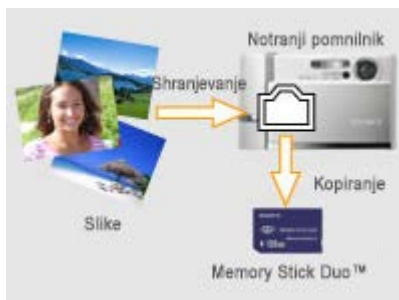 Notranji pomnilnik
Shranjevanje
Kopiranje
Slike
Memory Stick Duo™